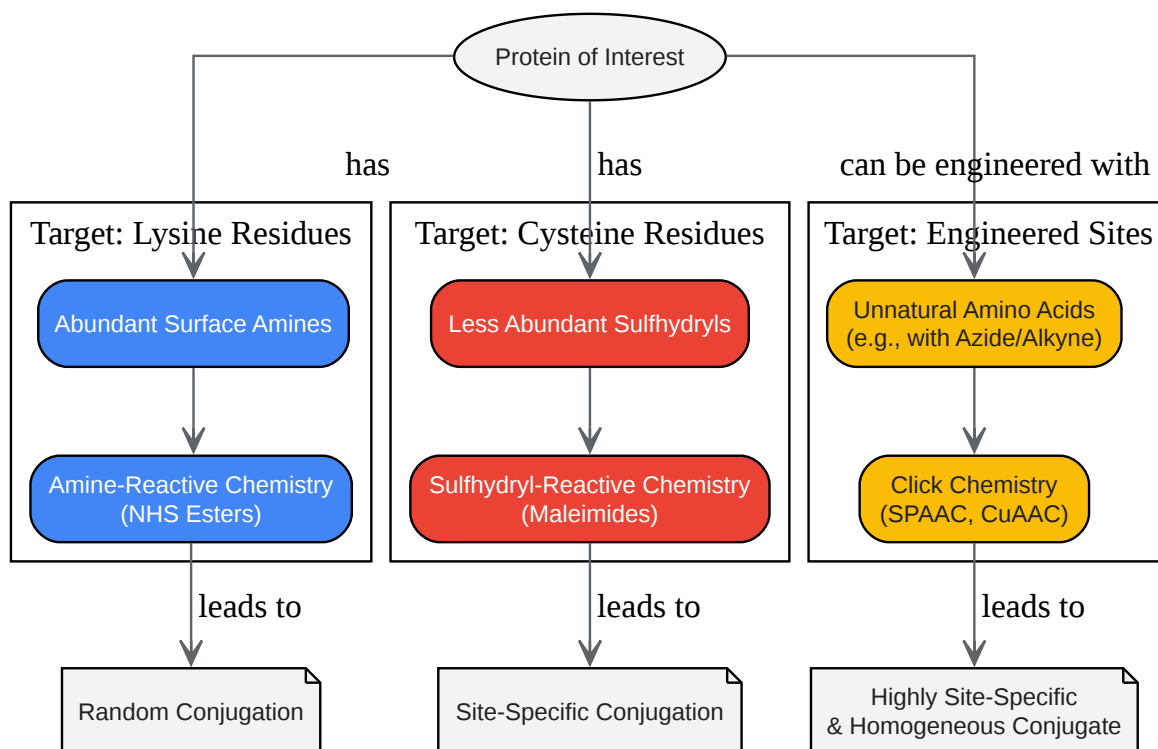 Protein of Interest
has
has
can be engineered with
Target: Lysine Residues
Target: Cysteine Residues
Target: Engineered Sites
Abundant Surface Amines
Less Abundant Sulfhydryls
Unnatural Amino Acids
(e.g., with Azide/Alkyne)
Amine-Reactive Chemistry
(NHS Esters)
Sulfhydryl-Reactive Chemistry
(Maleimides)
Click Chemistry
(SPAAC, CuAAC)
leads to
leads to
leads to
Random Conjugation
Site-Specific Conjugation
Highly Site-Specific
& Homogeneous Conjugate